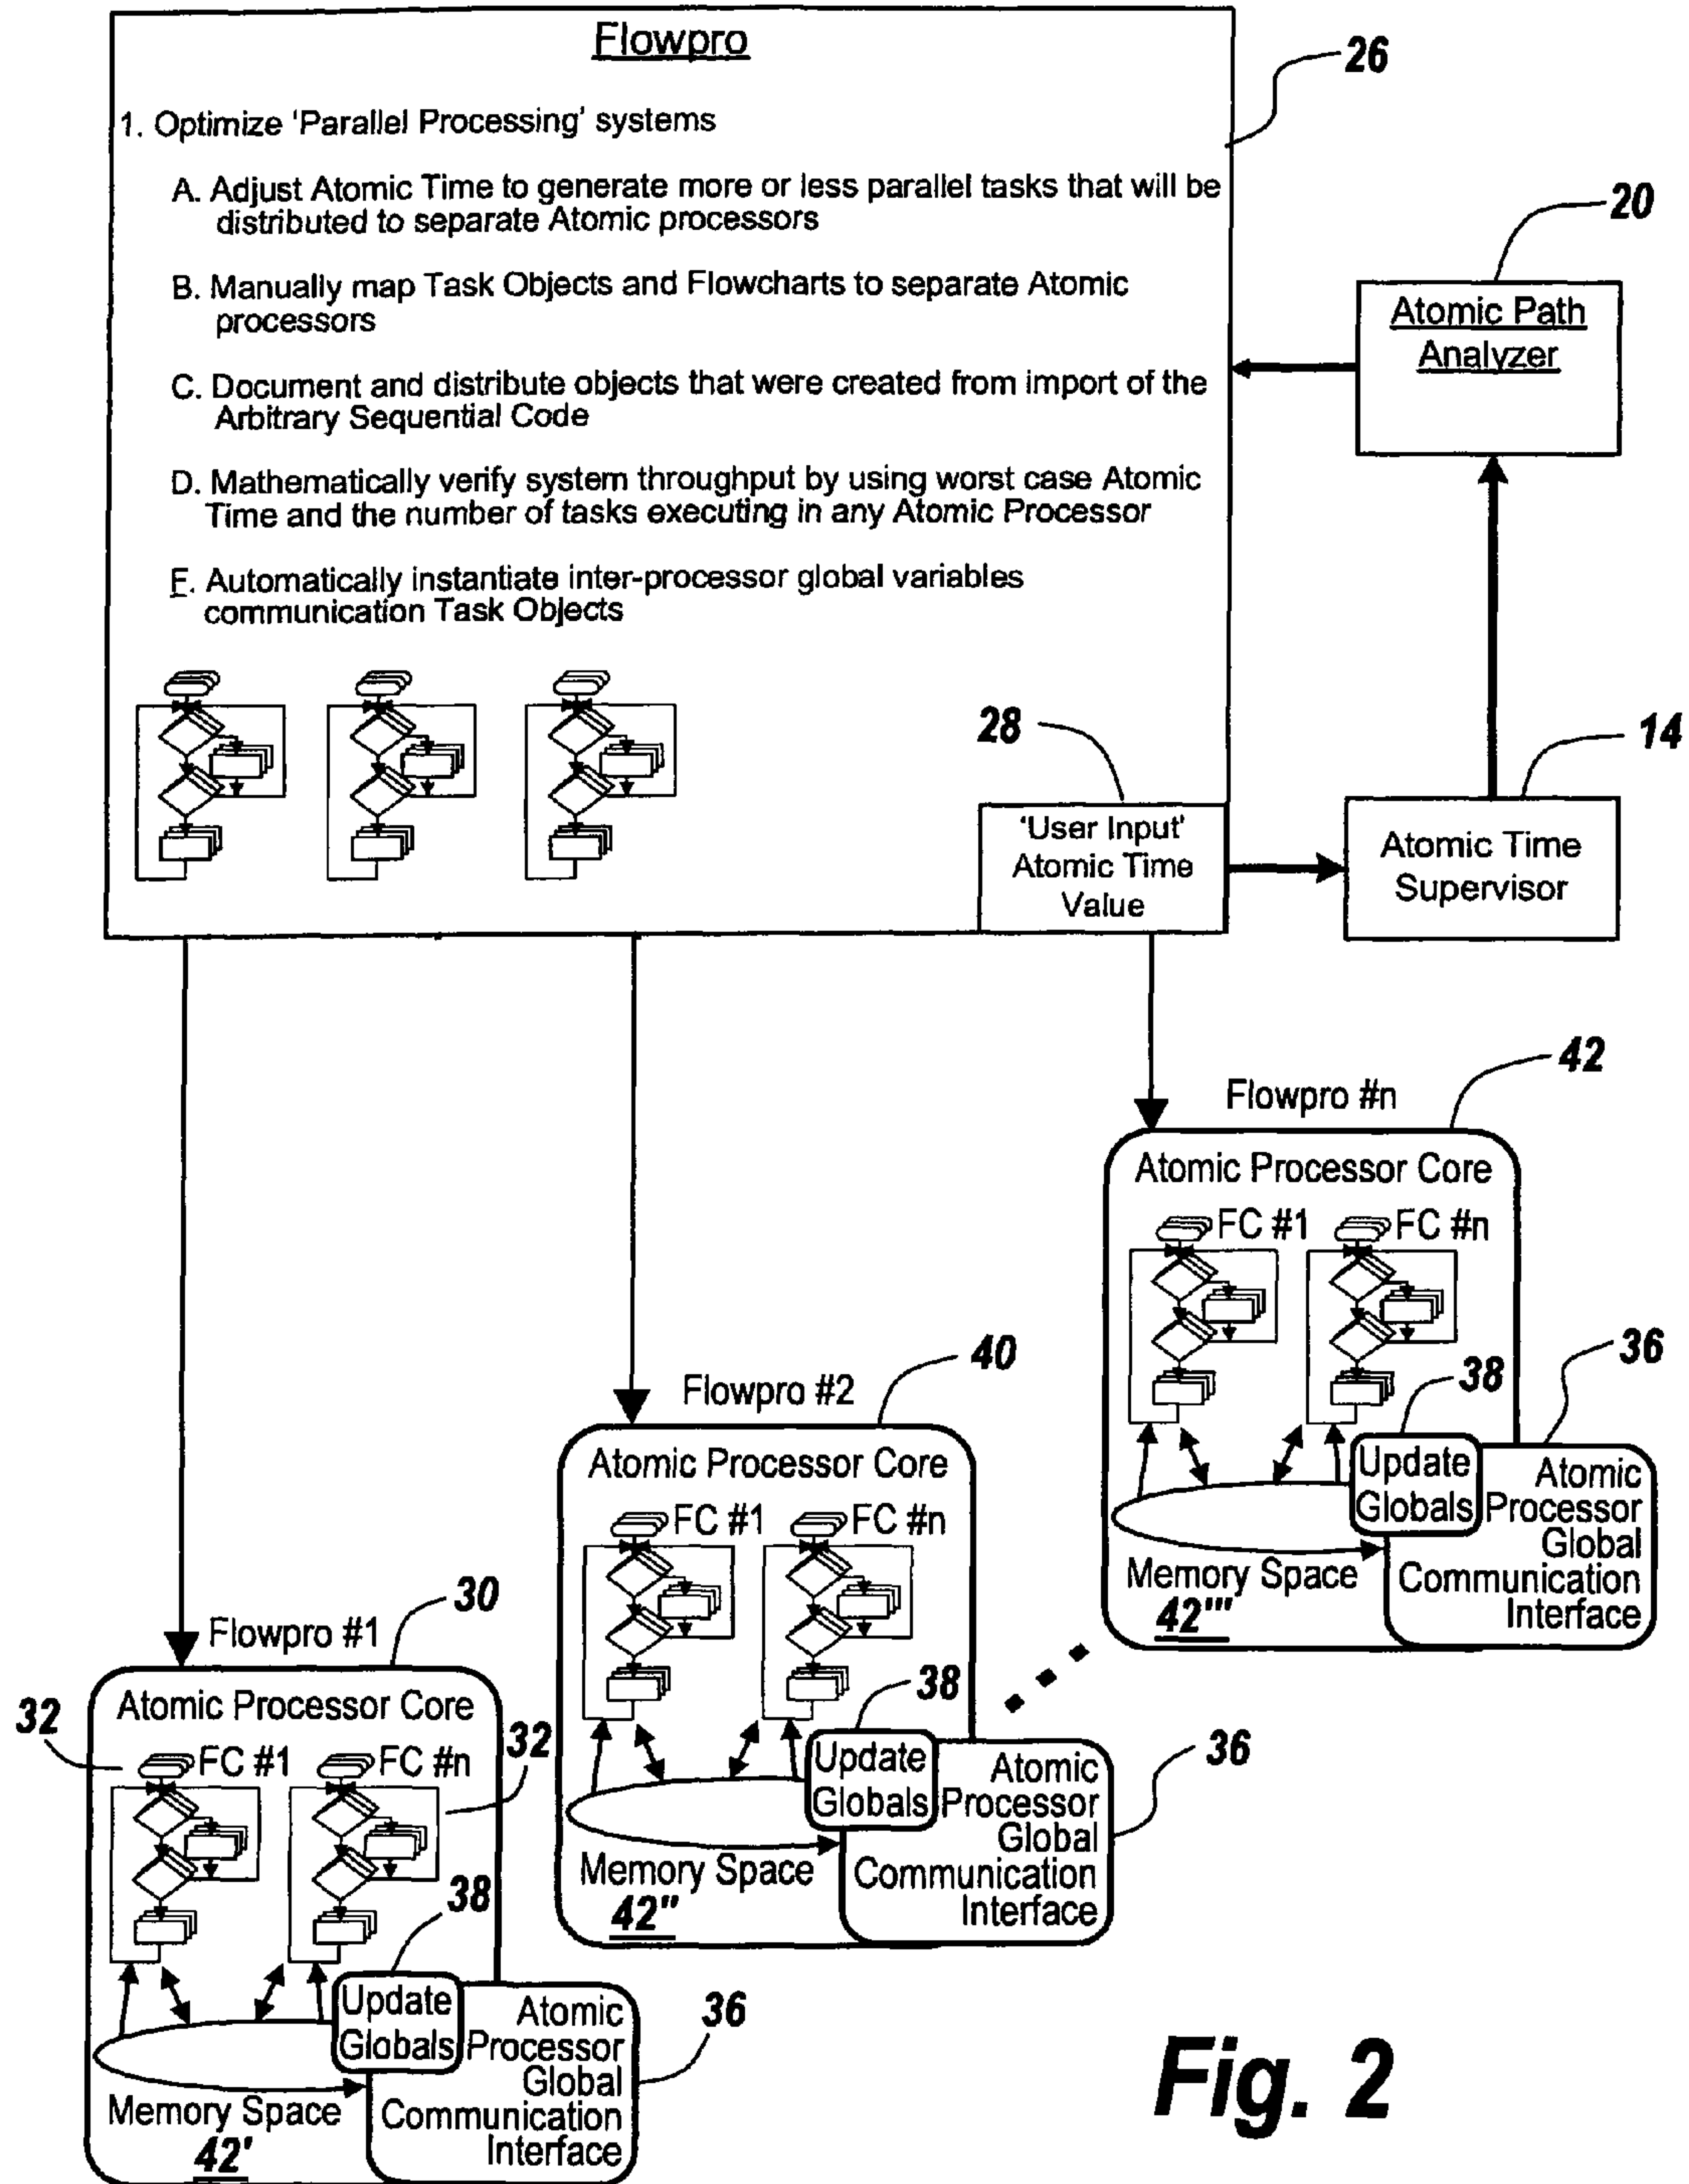 Flowpro
26
1. Optimize 'Parallel Processing' systems
A. Adjust Atomic Time to generate more or less parallel tasks that will be
distributed to separate Atomic processors
20
B. Manually map Task Objects and Flowcharts to separate Atomic
processors
Atomic Path
Analyzer
C. Document and distribute objects that were created from import of the
Arbitrary Sequential Code
D. Mathematically verify system throughput by using worst case Atomic
Time and the number of tasks executing in any Atomic Processor
E. Automatically instantiate inter-processor global variables
communication Task Objects
28
14
'User Input'
Atomic Time
Value
Atomic Time
Supervisor
42
Flowpro #n
Atomic Processor Core
FC #1
FC #n
36
38
Update
Globals
Atomic
Processor
Global
Communication
Interface
Memory Space
42'''
40
Flowpro #2
Atomic Processor Core
FC #1
FC #n
38
36
Update
Globals
Atomic
Processor
Global
Communication
Interface
Memory Space
42''
30
Flowpro #1
Atomic Processor Core
32
FC #1
FC #n
32
38
36
Update
Globals
Atomic
Processor
Global
Communication
Interface
Memory Space
42'
Fig. 2